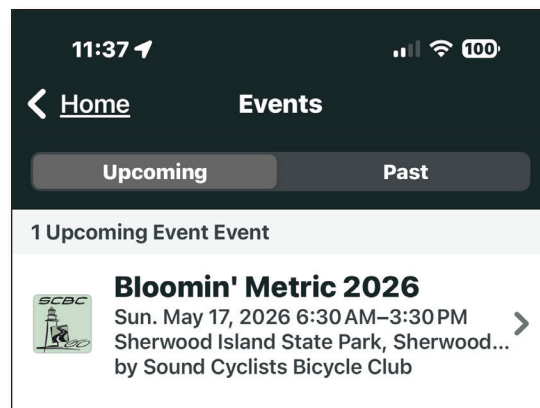 11:37
100
Home
Events
Upcoming
Past
1 Upcoming Event Event
SCBC
Bloomin' Metric 2026
Sun. May 17, 2026 6:30 AM–3:30 PM
Sherwood Island State Park, Sherwood...
by Sound Cyclists Bicycle Club